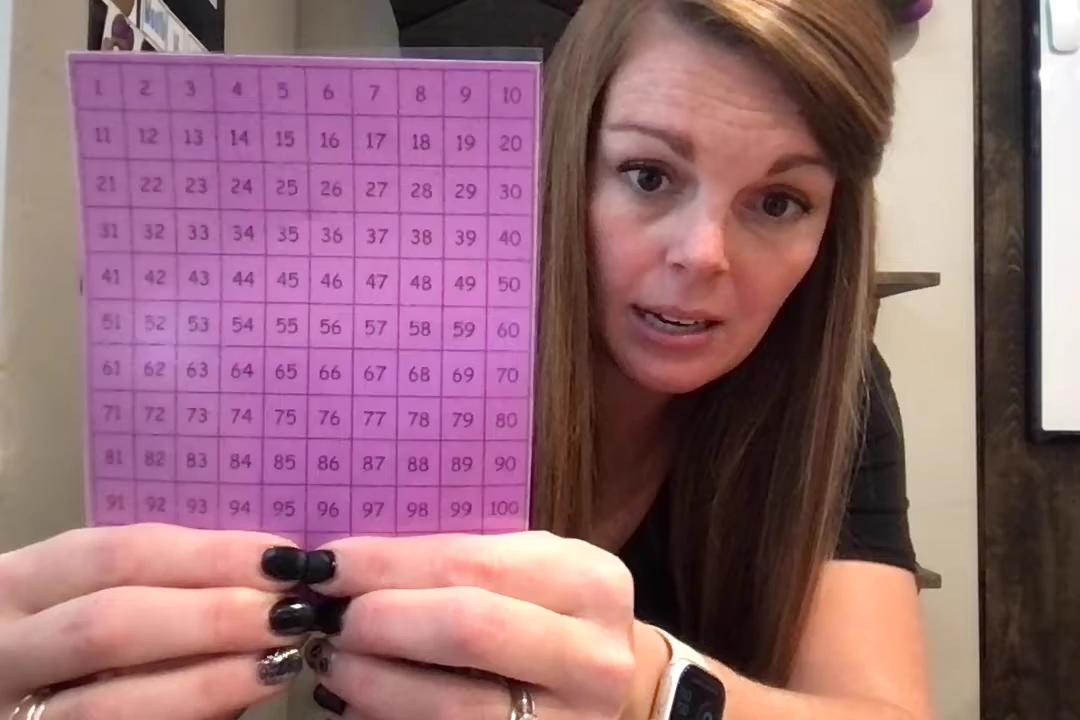 1 2 3 4 5 6 7 8 9 10
11 12 13 14 15 16 17 18 19 20
21 22 23 24 25 26 27 28 29 30
31 32 33 34 35 36 37 38 39 40
41 42 43 44 45 46 47 48 49 50
51 52 53 54 55 56 57 58 59 60
61 62 63 64 65 66 67 68 69 70
71 72 73 74 75 76 77 78 79 80
81 82 83 84 85 86 87 88 89 90
91 92 93 94 95 96 97 98 99 100